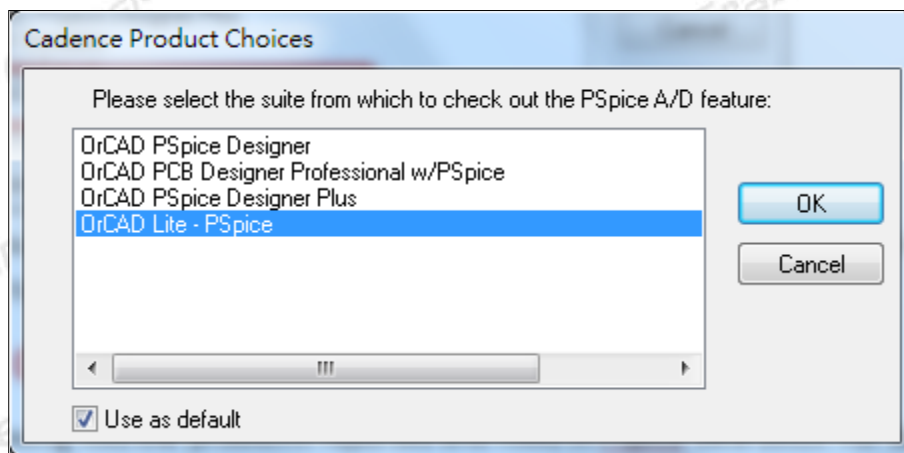 Cadence Product Choices
Please select the suite from which to check out the PSpice A/D feature:
OrCAD PSpice Designer
OrCAD PCB Designer Professional w/PSpice
OrCAD PSpice Designer Plus
OrCAD Lite - PSpice
OK
Cancel
Use as default